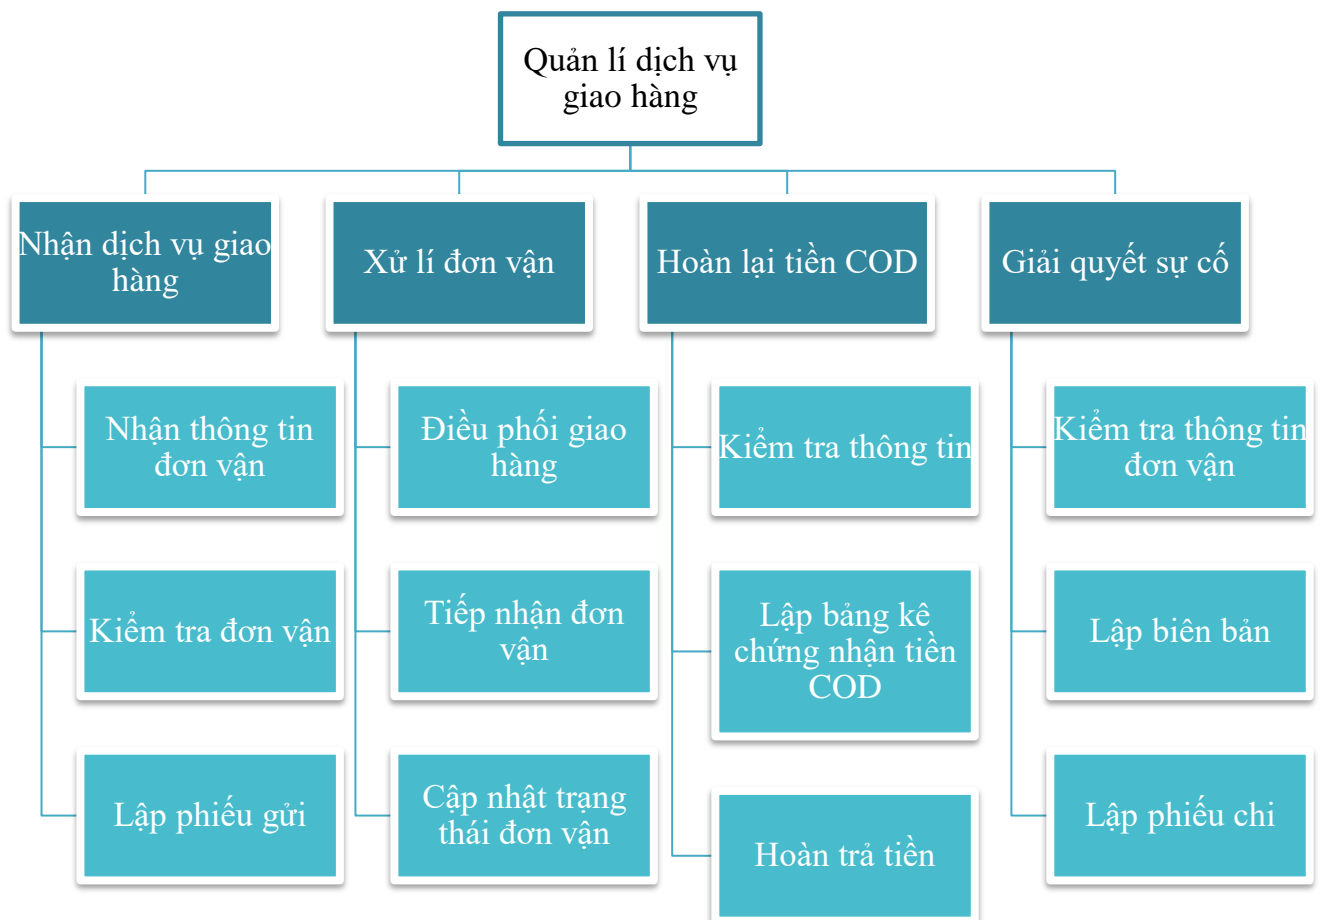 Quản lí dịch vụ
giao hàng
Nhận dịch vụ giao
hàng
Xử lí đơn vận
Hoàn lại tiền COD
Giải quyết sự cố
Nhận thông tin
đơn vận
Điều phối giao
hàng
Kiểm tra thông tin
Kiểm tra thông tin
đơn vận
Kiểm tra đơn vận
Tiếp nhận đơn
vận
Lập bảng kê
chứng nhận tiền
COD
Lập biên bản
Lập phiếu gửi
Cập nhật trạng
thái đơn vận
Hoàn trả tiền
Lập phiếu chi